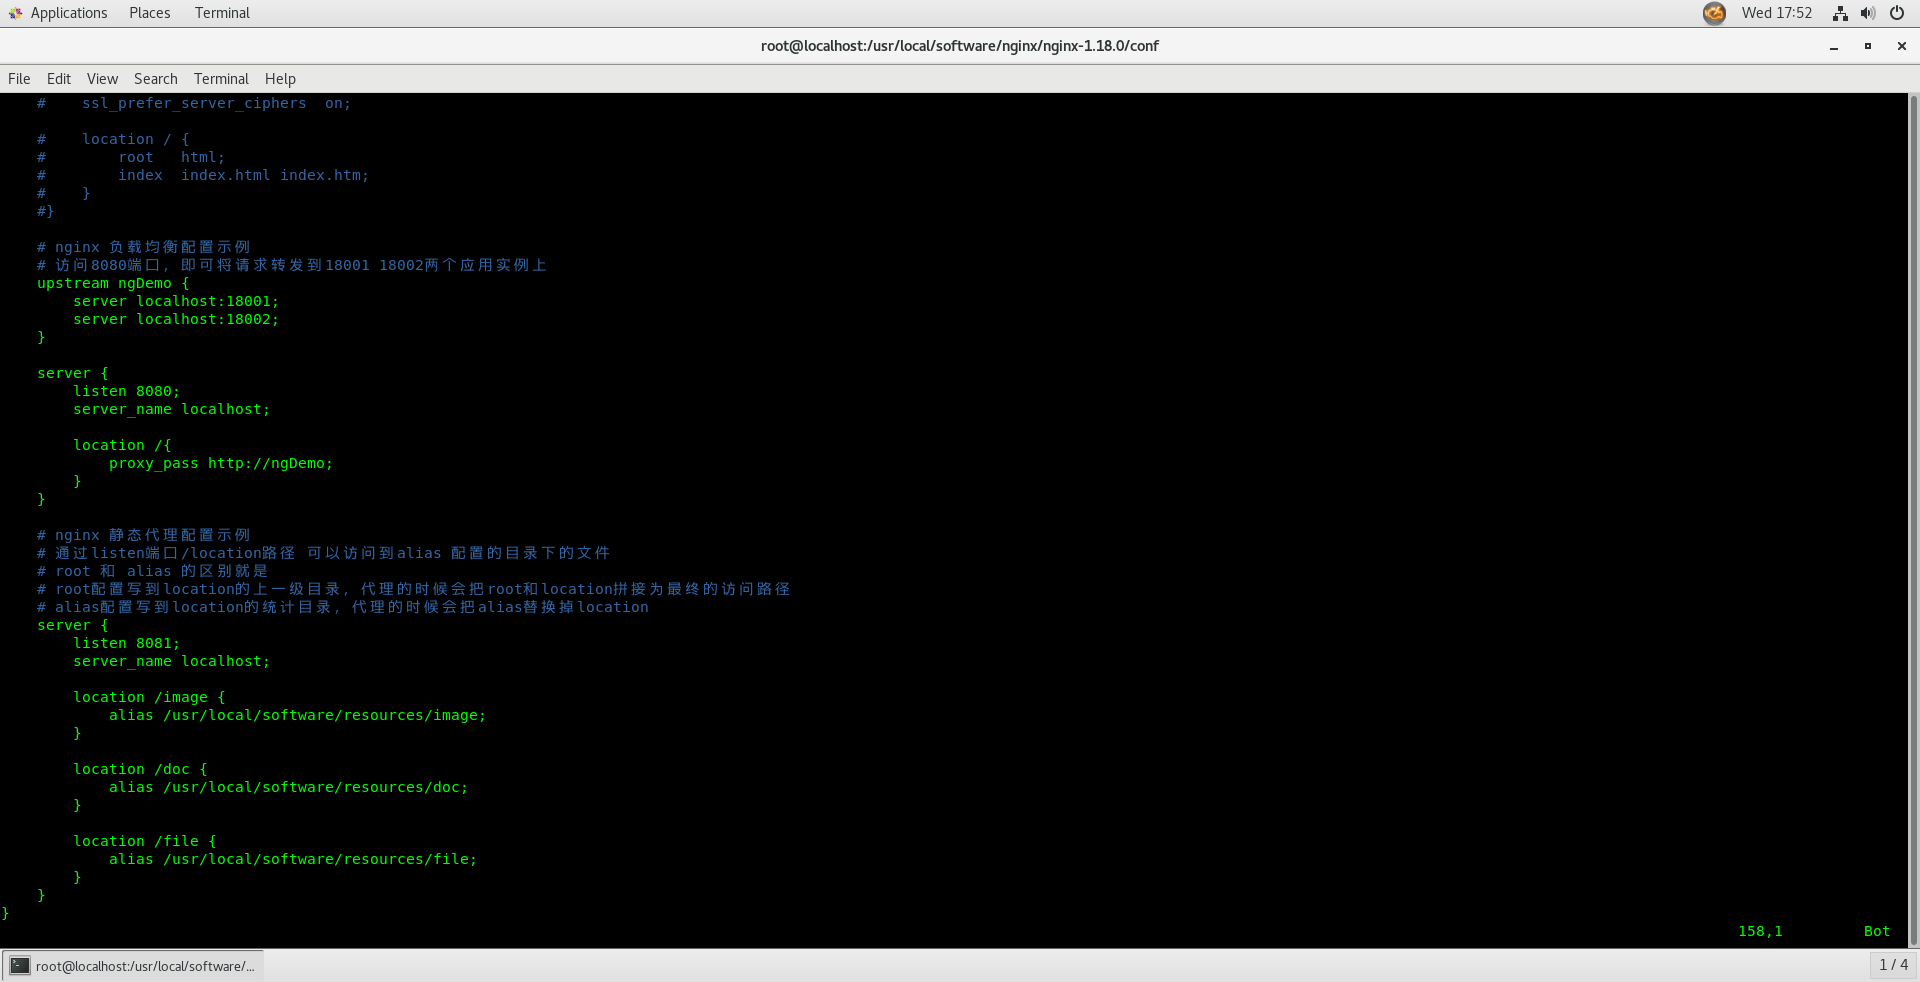 Applications Places Terminal Wed 17:52
root@localhost:/usr/local/software/nginx/nginx-1.18.0/conf
File Edit View Search Terminal Help
#    ssl_prefer_server_ciphers  on;
#    location / {
#        root   html;
#        index  index.html index.htm;
#    }
#}
# nginx 负载均衡配置示例
# 访问8080端口，即可将请求转发到18001 18002两个应用实例上
upstream ngDemo {
    server localhost:18001;
    server localhost:18002;
}
server {
    listen 8080;
    server_name localhost;
    location /{
        proxy_pass http://ngDemo;
    }
}
# nginx 静态代理配置示例
# 通过listen端口/location路径 可以访问到alias 配置的目录下的文件
# root 和 alias 的区别就是
# root配置写到location的上一级目录，代理的时候会把root和location拼接为最终的访问路径
# alias配置写到location的统计目录，代理的时候会把alias替换掉location
server {
    listen 8081;
    server_name localhost;
    location /image {
        alias /usr/local/software/resources/image;
    }
    location /doc {
        alias /usr/local/software/resources/doc;
    }
    location /file {
        alias /usr/local/software/resources/file;
    }
}
}
158,1 Bot
root@localhost:/usr/local/software/... 1 / 4